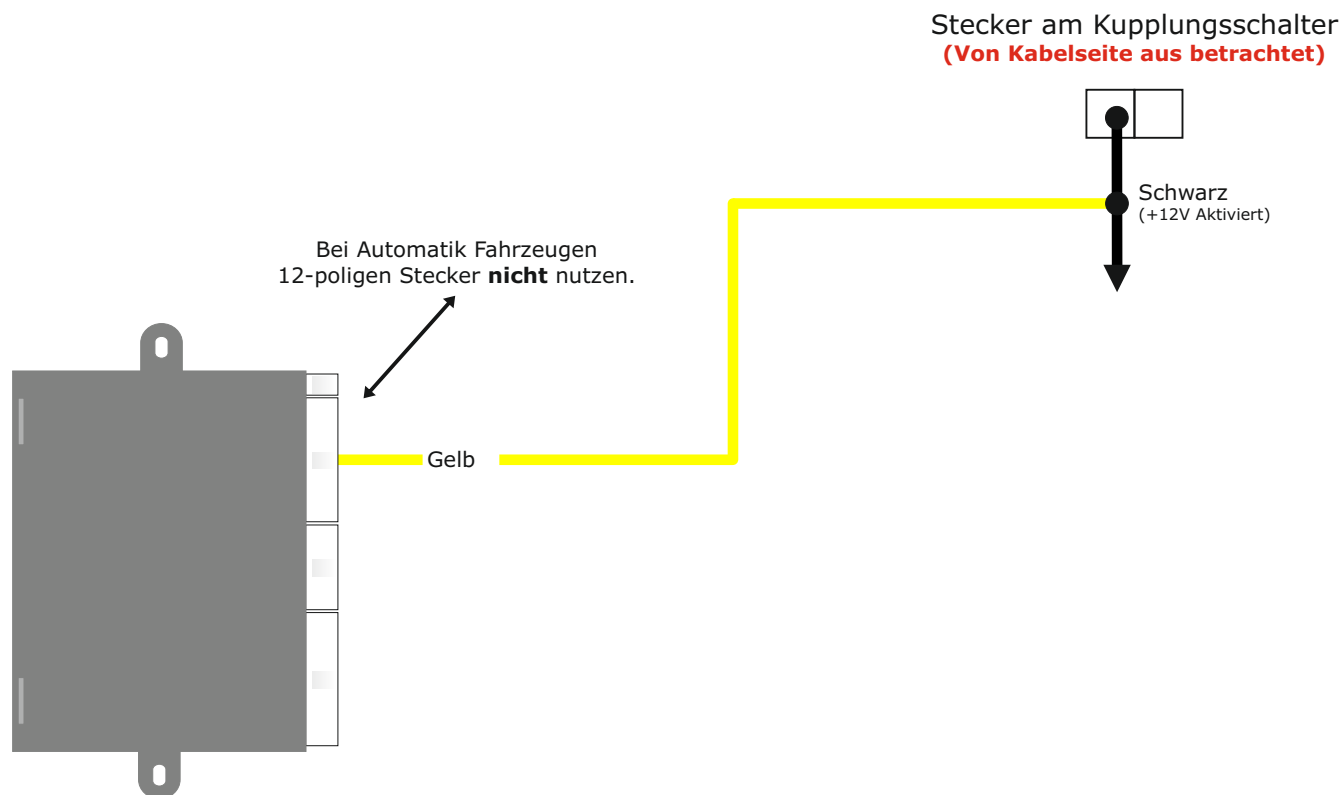 Stecker am Kupplungsschalter
(Von Kabelseite aus betrachtet)
Schwarz
(+12V Aktiviert)
Bei Automatik Fahrzeugen
12-poligen Stecker nicht nutzen.
Gelb